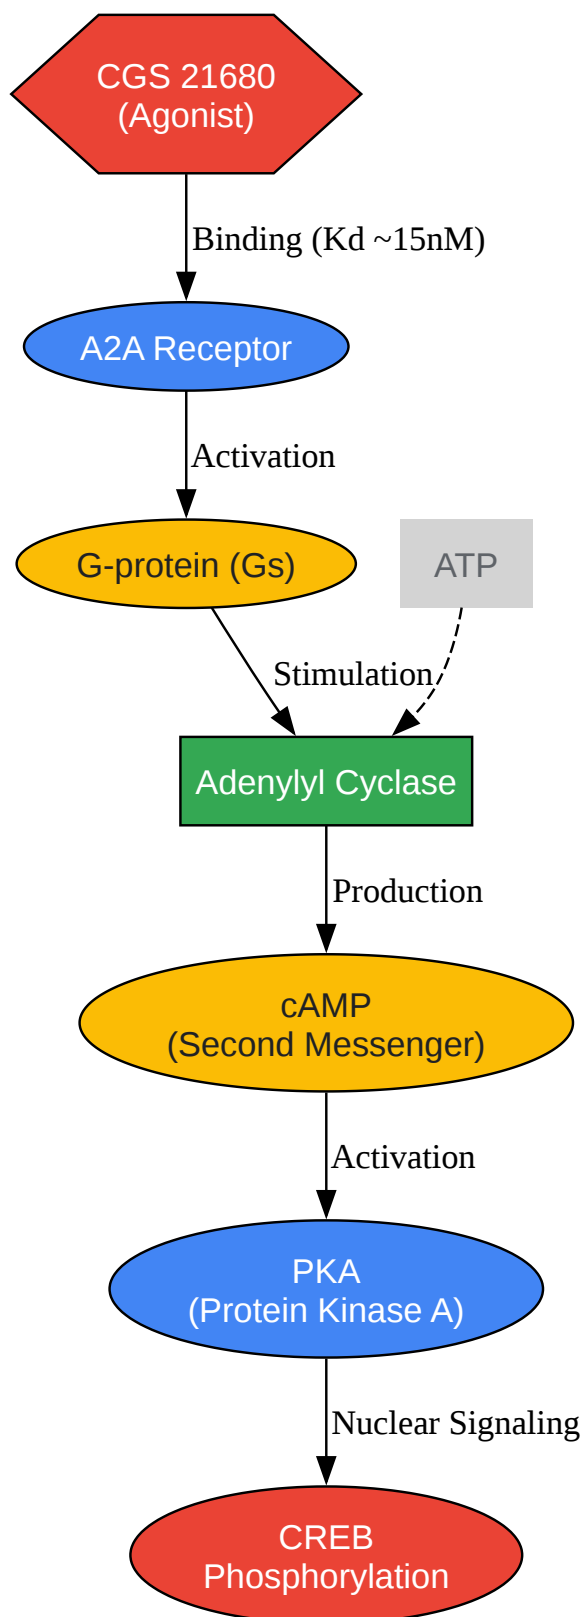 CGS 21680
(Agonist)
Binding (Kd ~15nM)
A2A Receptor
Activation
G-protein (Gs)
ATP
Stimulation
Adenylyl Cyclase
Production
cAMP
(Second Messenger)
Activation
PKA
(Protein Kinase A)
Nuclear Signaling
CREB
Phosphorylation